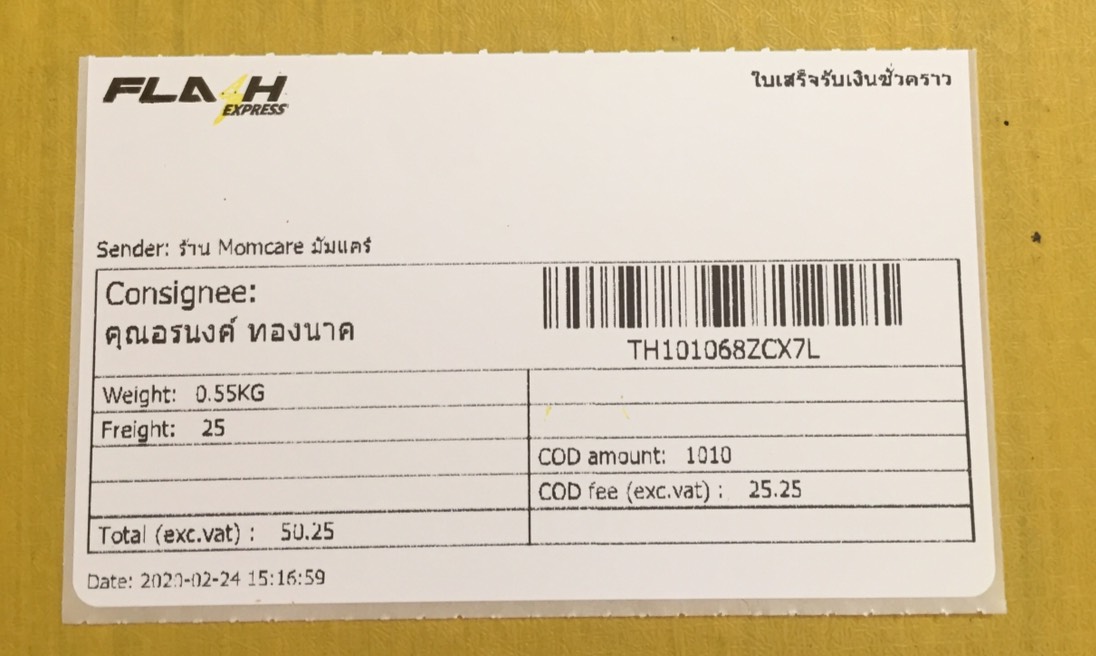 FLASH EXPRESS
ใบเสร็จรับเงินชั่วคราว
Sender: ร้าน Momcare มัมแคร์
Consignee:
คุณอรนงค์ ทองนาค
TH101068ZCX7L
Weight: 0.55KG
Freight: 25
COD amount: 1010
COD fee (exc.vat) : 25.25
Total (exc.vat) : 50.25
Date: 2020-02-24 15:16:59